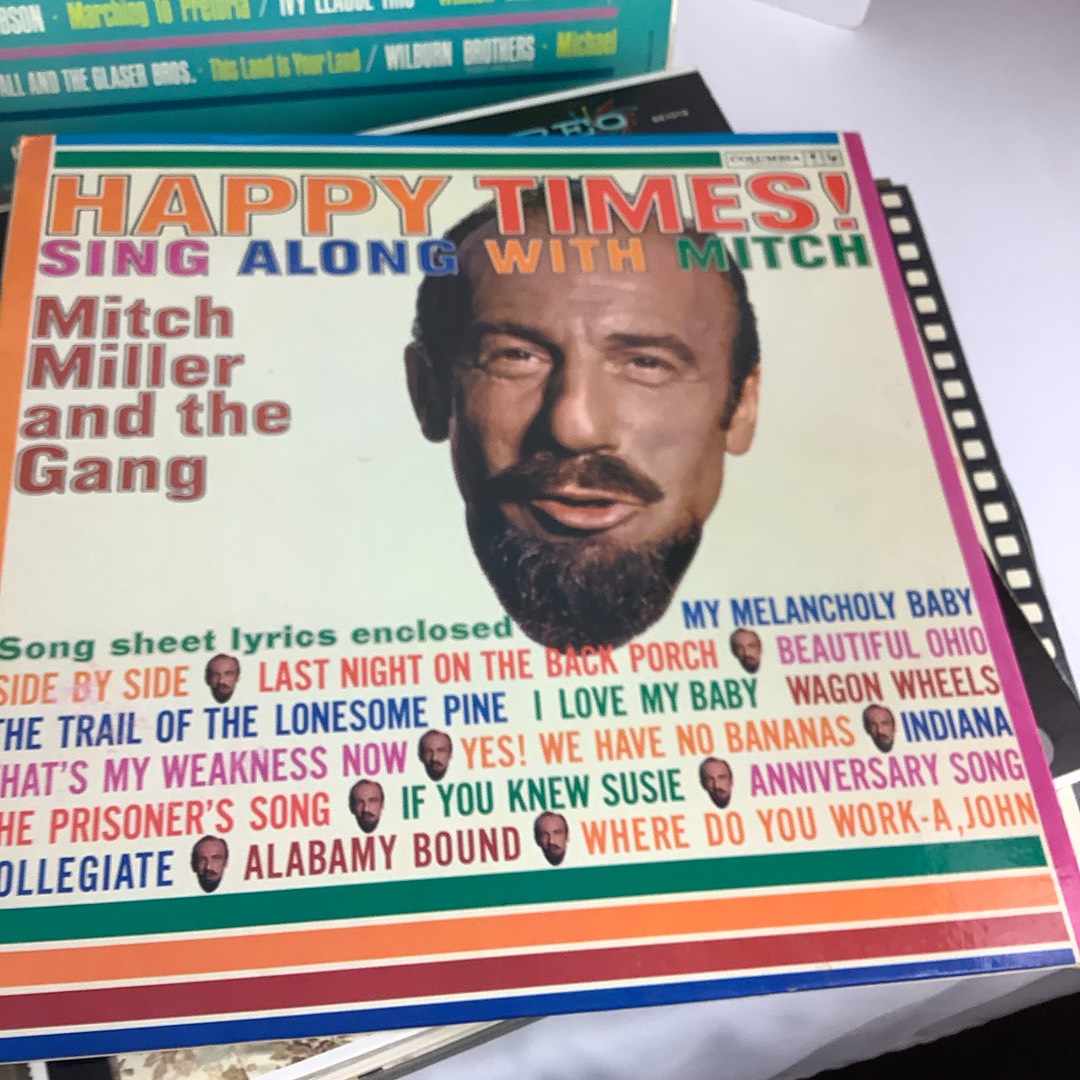 BSON · Marching To Pretoria / IVY LEAGUE TRIO
ALL AND THE GLASER BROS. · This Land Is Your Land / WILBURN BROTHERS · Michael
COLUMBIA
HAPPY TIMES!
SING ALONG WITH MITCH
Mitch
Miller
and the
Gang
Song sheet lyrics enclosed
MY MELANCHOLY BABY
SIDE BY SIDE LAST NIGHT ON THE BACK PORCH BEAUTIFUL OHIO
THE TRAIL OF THE LONESOME PINE I LOVE MY BABY WAGON WHEELS
HAT'S MY WEAKNESS NOW YES! WE HAVE NO BANANAS INDIANA
HE PRISONER'S SONG IF YOU KNEW SUSIE ANNIVERSARY SONG
OLLEGIATE ALABAMY BOUND WHERE DO YOU WORK-A,JOHN